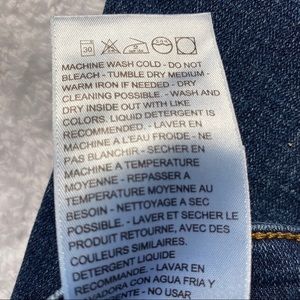 30
MACHINE WASH COLD - DO NOT
BLEACH - TUMBLE DRY MEDIUM -
WARM IRON IF NEEDED - DRY
CLEANING POSSIBLE. - WASH AND
DRY INSIDE OUT WITH LIKE
COLORS. LIQUID DETERGENT IS
RECOMMENDED. - LAVER EN
MACHINE A L'EAU FROIDE - NE
PAS BLANCHIR - SECHER EN
MACHINE A TEMPERATURE
MOYENNE - REPASSER A
TEMPERATURE MOYENNE AU
BESOIN - NETTOYAGE A SEC
POSSIBLE. - LAVER ET SECHER LE
PRODUIT RETOURNE, AVEC DES
COULEURS SIMILAIRES.
DETERGENT LIQUIDE
RECOMMANDE. - LAVAR EN
LAVADORA CON AGUA FRIA Y
- NO USAR